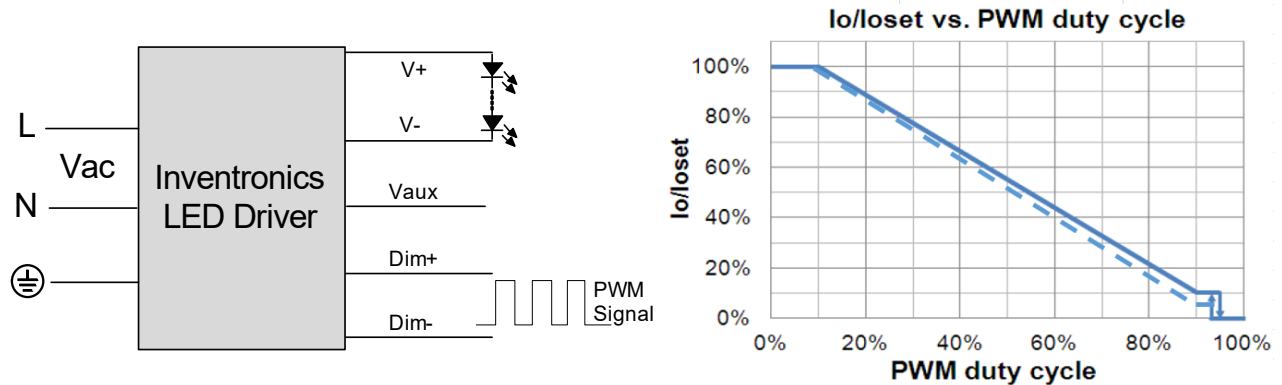 L
Vac
N
Inventronics
LED Driver
V+
V-
Vaux
Dim+
Dim-
PWM
Signal
Io/Ioset vs. PWM duty cycle
Io/Ioset
100%
80%
60%
40%
20%
0%
0% 20% 40% 60% 80% 100%
PWM duty cycle